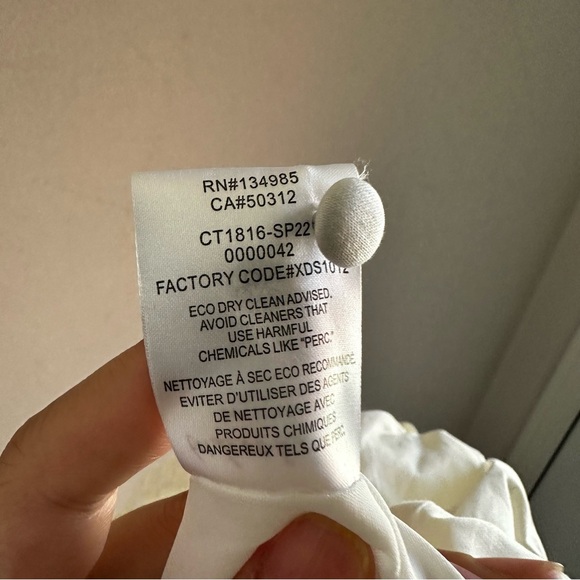 RN#134985
CA#50312
CT1816-SP22
0000042
FACTORY CODE#XDS1012
ECO DRY CLEAN ADVISED.
AVOID CLEANERS THAT
USE HARMFUL
CHEMICALS LIKE "PERC."
NETTOYAGE À SEC ECO RECOMMANDÉ
EVITER D'UTILISER DES AGENTS
DE NETTOYAGE AVEC
PRODUITS CHIMIQUES
DANGEREUX TELS QUE PERC.